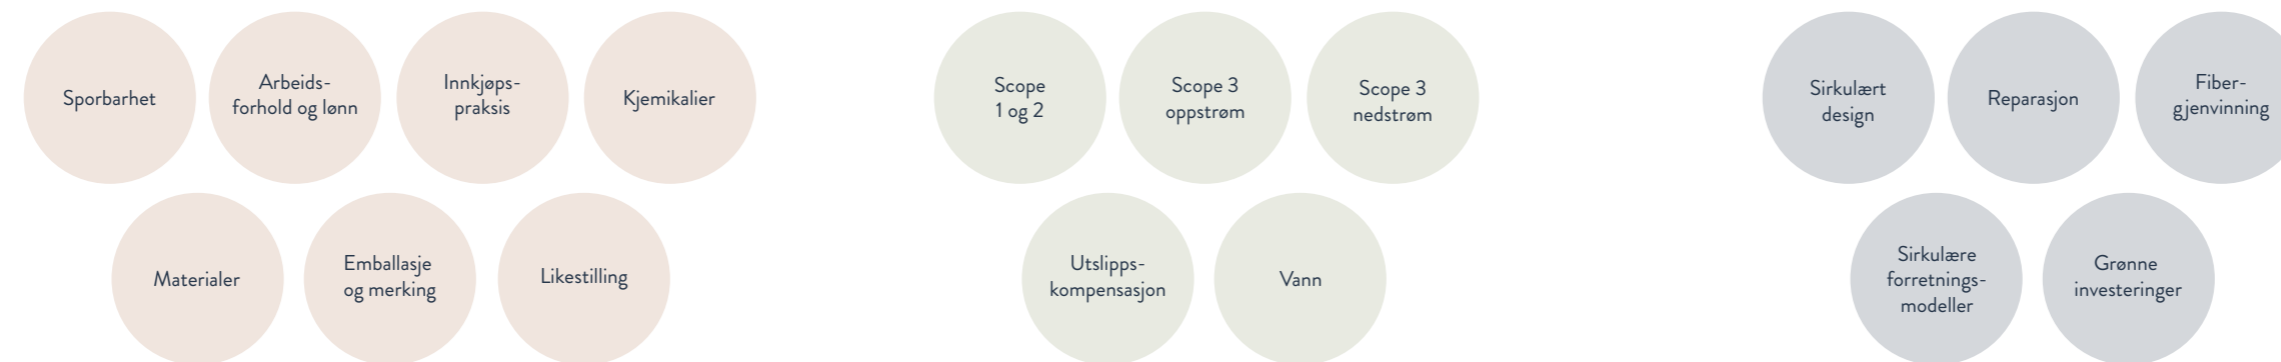 Sporbarhet
Arbeids-
forhold og lønn
Innkjøps-
praksis
Kjemikalier
Materialer
Emballasje
og merking
Likestilling
Scope
1 og 2
Scope 3
oppstrøm
Scope 3
nedstrøm
Utslipps-
kompensasjon
Vann
Sirkulært
design
Reparasjon
Fiber-
gjenvinning
Sirkulære
forretnings-
modeller
Grønne
investeringer